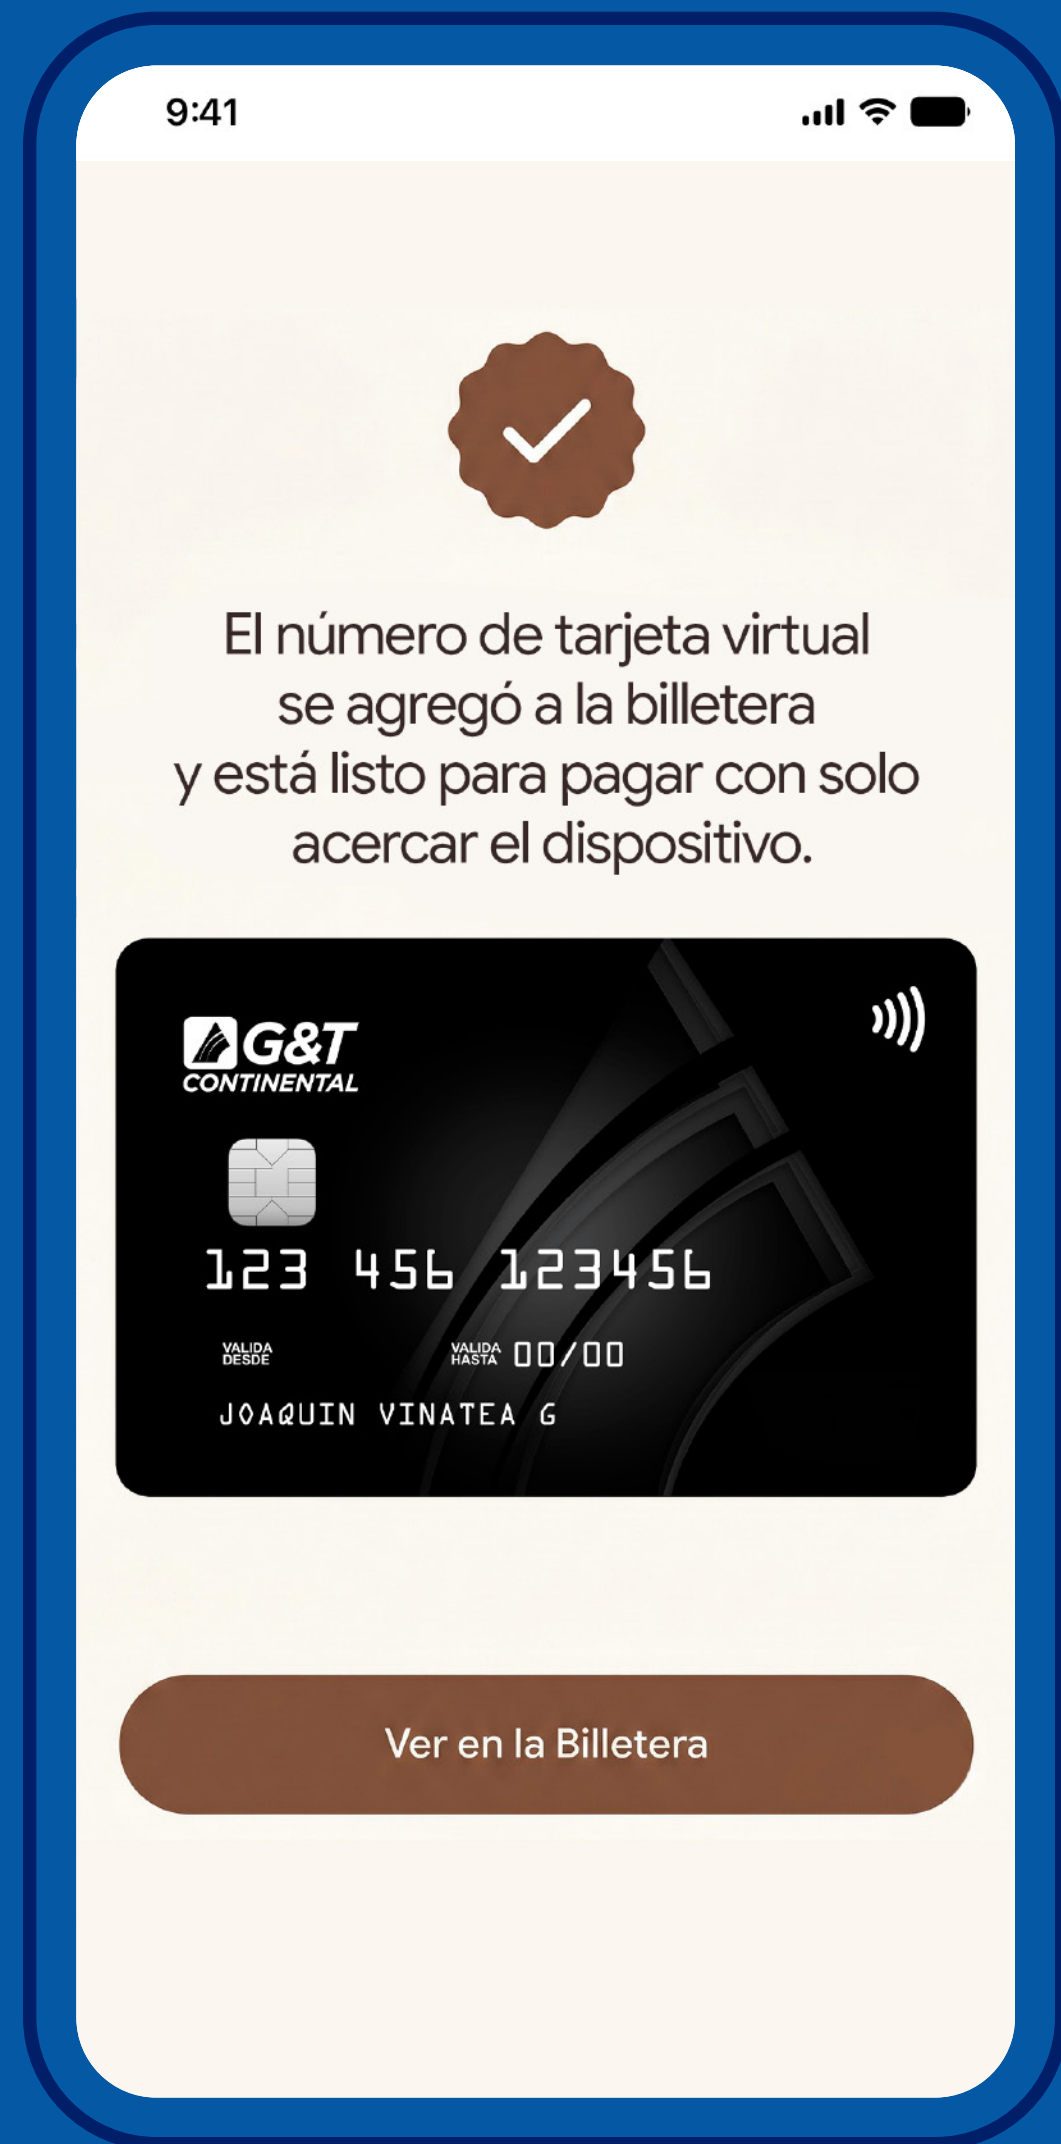 9:41
El número de tarjeta virtual
se agregó a la billetera
y está listo para pagar con solo
acercar el dispositivo.
G&T
CONTINENTAL
123 456 123456
VALIDA
DESDE
VALIDA
HASTA 00/00
JOAQUIN VINATEA G
Ver en la Billetera